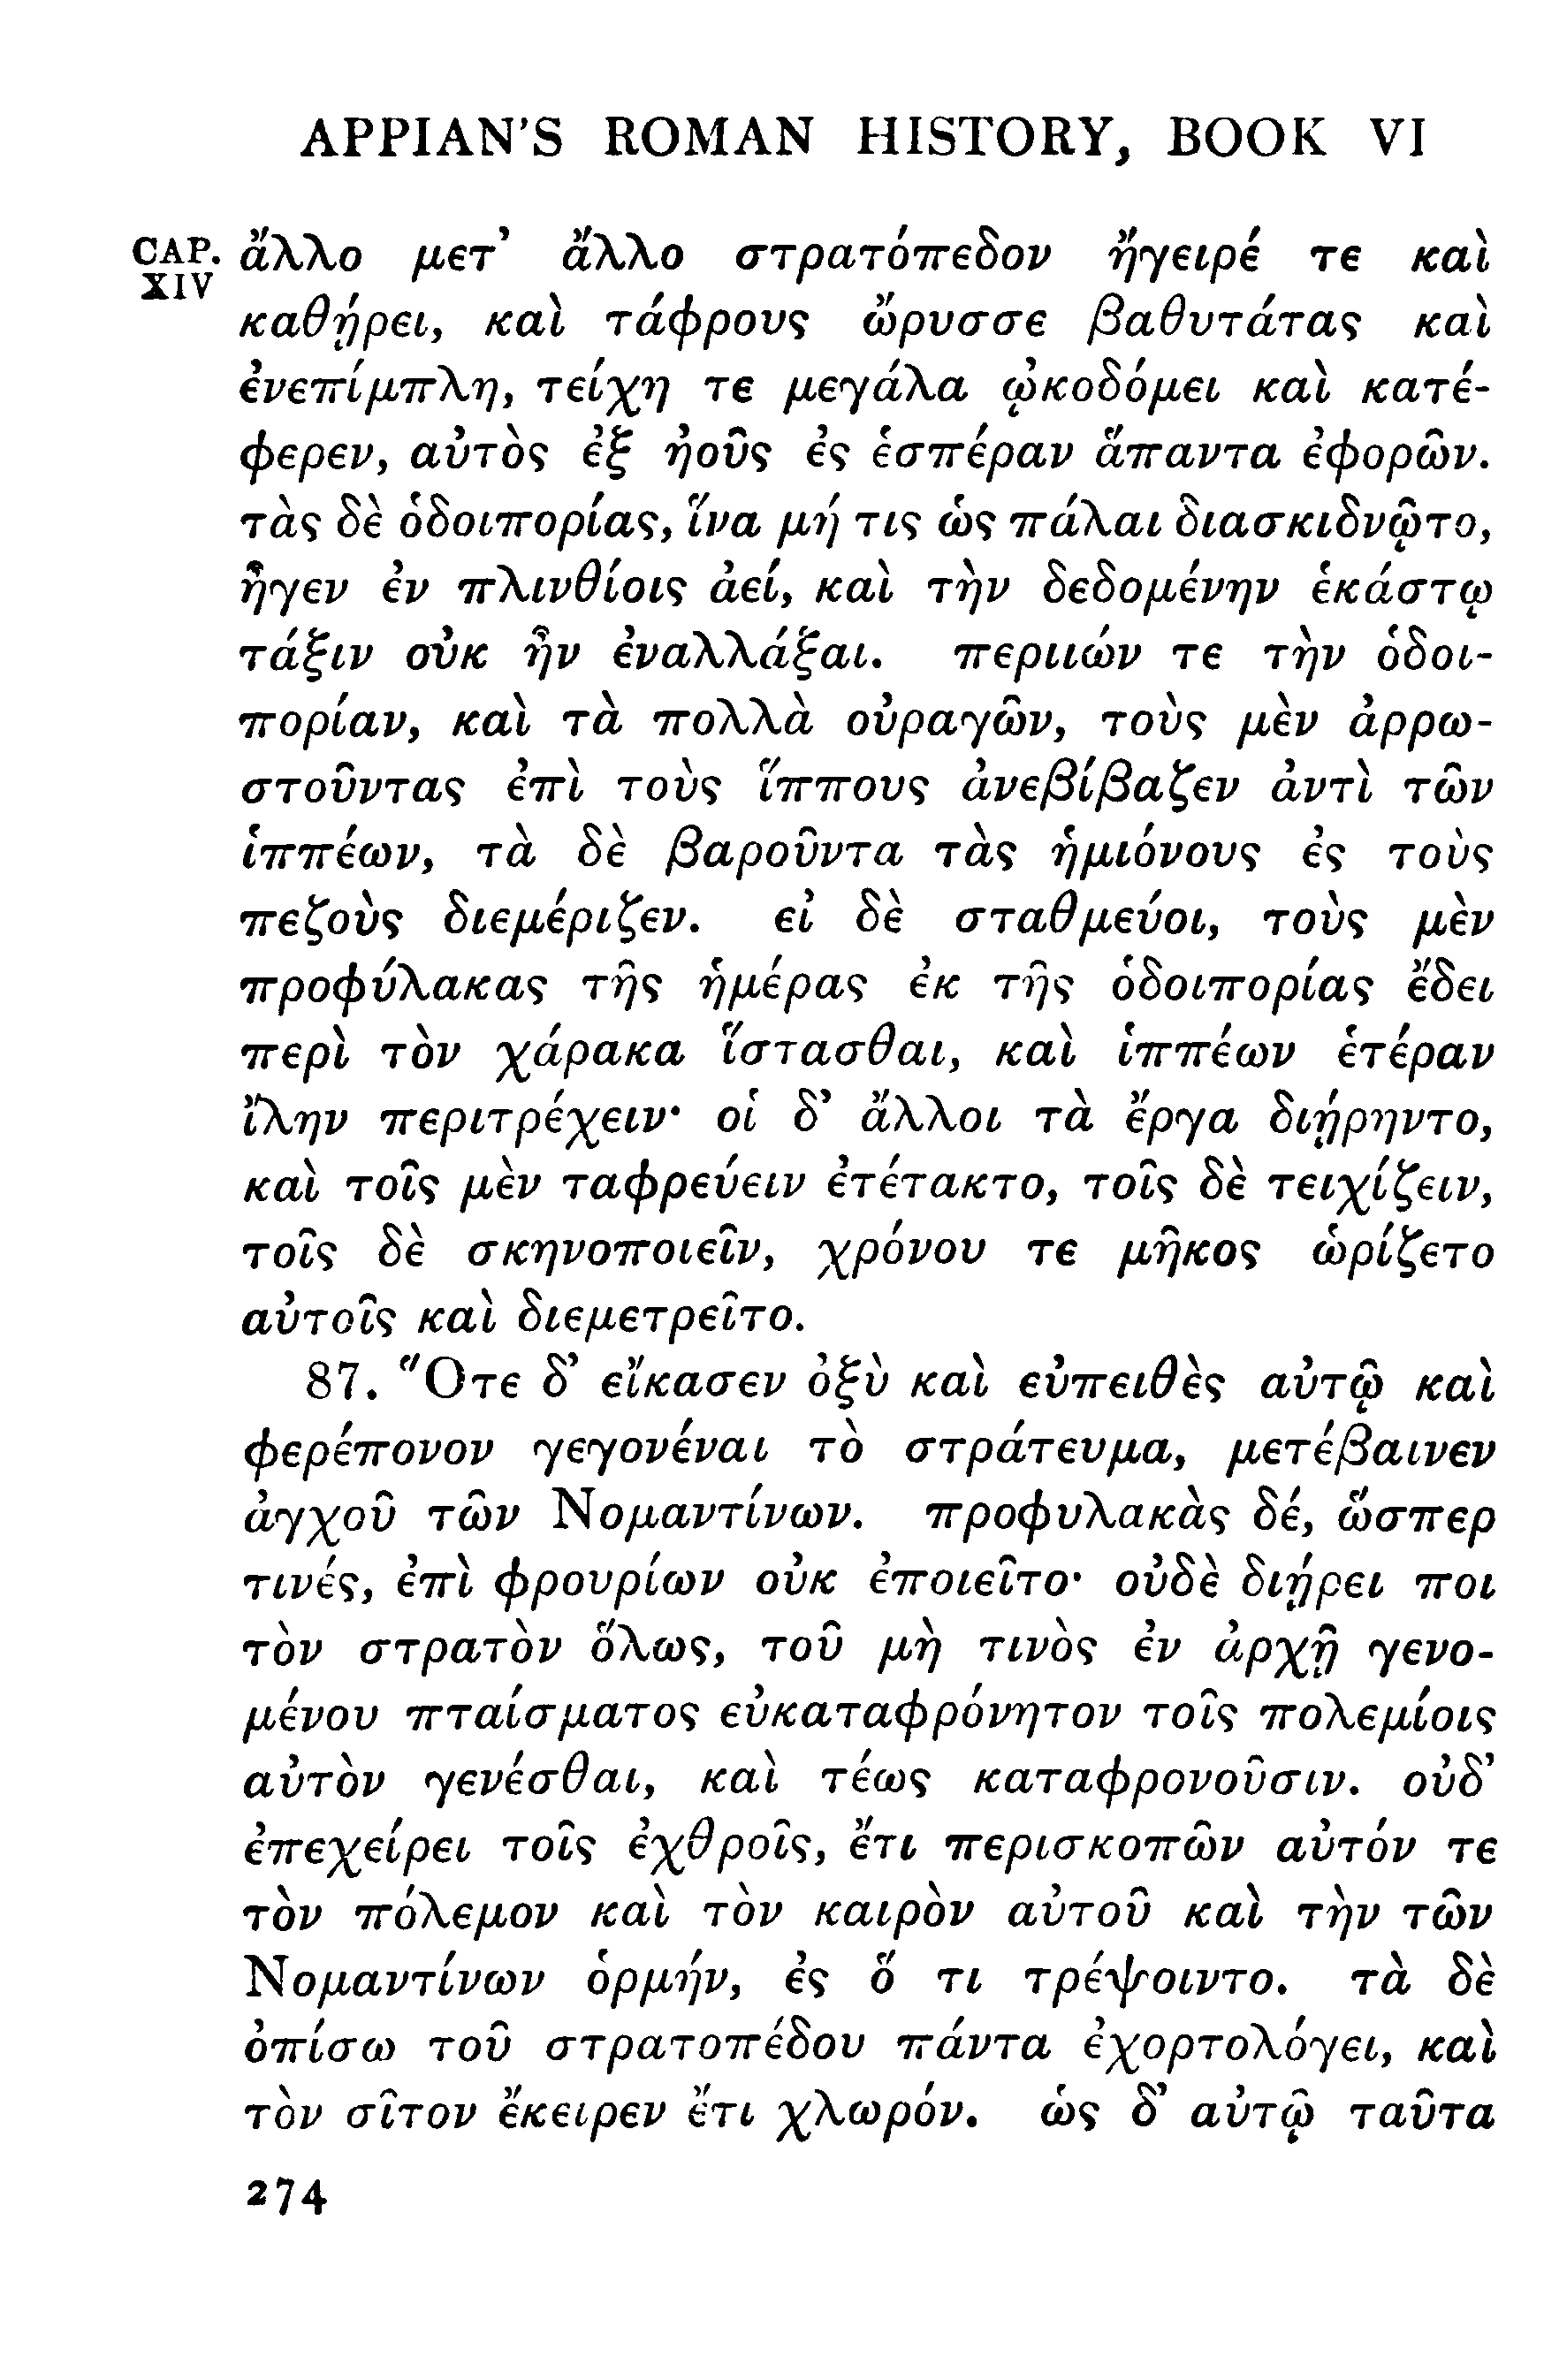 APPIAN'S ROMAN HISTORY, BOOK VI
CAP. XIV
ἄλλο μετ᾿ ἄλλο στρατόπεδον ἤγειρέ τε καὶ
καθῄρει, καὶ τάφρους ὤρυσσε βαθυτάτας καὶ
ἐνεπίμπλη, τείχη τε μεγάλα ᾠκοδόμει καὶ κατέ-
φερεν, αὐτὸς ἐξ ἠοῦς ἐς ἑσπέραν ἅπαντα ἐφορῶν.
τὰς δὲ ὁδοιπορίας, ἵνα μή τις ὡς πάλαι διασκιδνῷτο,
ἦγεν ἐν πλινθίοις ἀεί, καὶ τὴν δεδομένην ἑκάστῳ
τάξιν οὐκ ἦν ἐναλλάξαι. περιιών τε τὴν ὁδοι-
πορίαν, καὶ τὰ πολλὰ οὐραγῶν, τοὺς μὲν ἀρρω-
στοῦντας ἐπὶ τοὺς ἵππους ἀνεβίβαζεν ἀντὶ τῶν
ἱππέων, τὰ δὲ βαροῦντα τὰς ἡμιόνους ἐς τοὺς
πεζοὺς διεμέριζεν. εἰ δὲ σταθμεύοι, τοὺς μὲν
προφύλακας τῆς ἡμέρας ἐκ τῆς ὁδοιπορίας ἔδει
περὶ τὸν χάρακα ἵστασθαι, καὶ ἱππέων ἑτέραν
ἴλην περιτρέχειν· οἱ δ᾿ ἄλλοι τὰ ἔργα διῄρηντο,
καὶ τοῖς μὲν ταφρεύειν ἐτέτακτο, τοῖς δὲ τειχίζειν,
τοῖς δὲ σκηνοποιεῖν, χρόνου τε μῆκος ὡρίζετο
αὐτοῖς καὶ διεμετρεῖτο.
87. Ὅτε δ᾿ εἴκασεν ὀξὺ καὶ εὐπειθὲς αὐτῷ καὶ
φερέπονον γεγονέναι τὸ στράτευμα, μετέβαινεν
ἀγχοῦ τῶν Νομαντίνων. προφυλακὰς δέ, ὥσπερ
τινές, ἐπὶ φρουρίων οὐκ ἐποιεῖτο· οὐδὲ διῄρει ποι
τὸν στρατὸν ὅλως, τοῦ μὴ τινὸς ἐν ἀρχῇ γενο-
μένου πταίσματος εὐκαταφρόνητον τοῖς πολεμίοις
αὐτὸν γενέσθαι, καὶ τέως καταφρονοῦσιν. οὐδ᾿
ἐπεχείρει τοῖς ἐχθροῖς, ἔτι περισκοπῶν αὐτόν τε
τὸν πόλεμον καὶ τὸν καιρὸν αὐτοῦ καὶ τὴν τῶν
Νομαντίνων ὁρμήν, ἐς ὅ τι τρέψοιντο. τὰ δὲ
ὀπίσω τοῦ στρατοπέδου πάντα ἐχορτολόγει, καὶ
τὸν σῖτον ἔκειρεν ἔτι χλωρόν. ὡς δ᾿ αὐτῷ ταῦτα
274